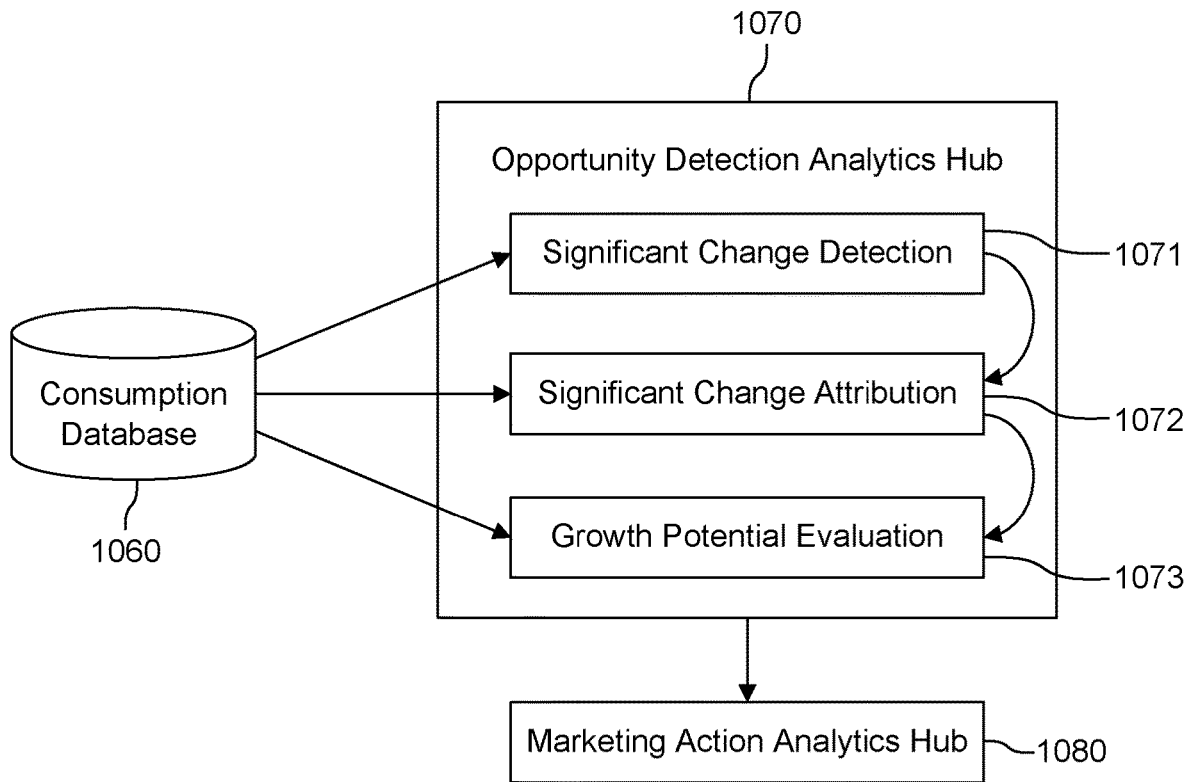 1070
Opportunity Detection Analytics Hub
Significant Change Detection
1071
Significant Change Attribution
1072
Consumption
Database
1060
Growth Potential Evaluation
1073
Marketing Action Analytics Hub
1080